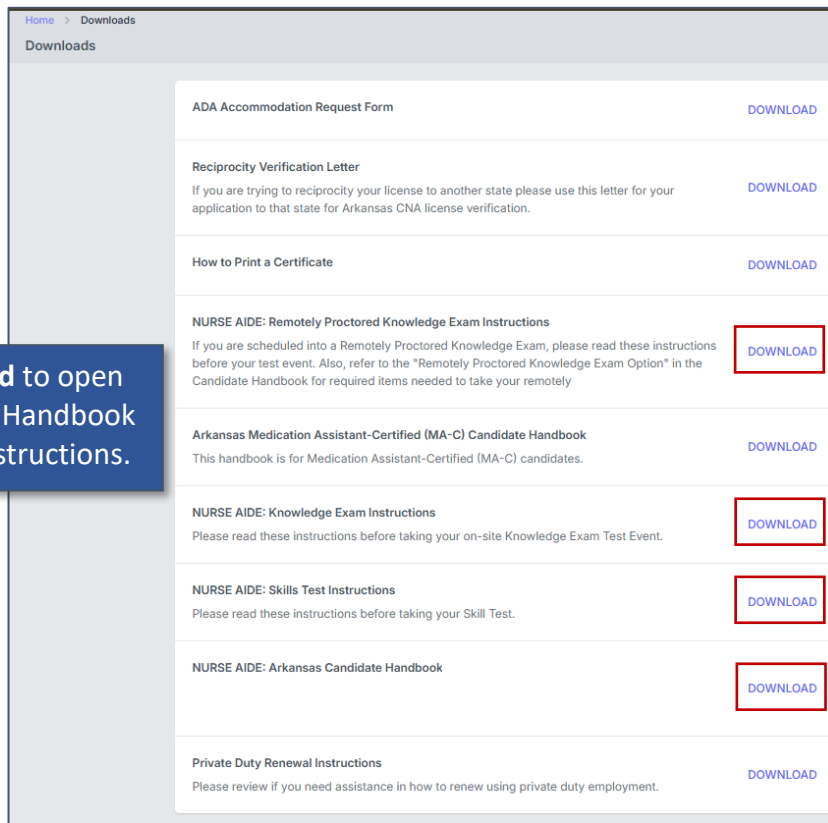 Home > Downloads
Downloads
ADA Accommodation Request Form
DOWNLOAD
Reciprocity Verification Letter
If you are trying to reciprocity your license to another state please use this letter for your
application to that state for Arkansas CNA license verification.
DOWNLOAD
How to Print a Certificate
DOWNLOAD
NURSE AIDE: Remotely Proctored Knowledge Exam Instructions
If you are scheduled into a Remotely Proctored Knowledge Exam, please read these instructions
before your test event. Also, refer to the "Remotely Proctored Knowledge Exam Option" in the
Candidate Handbook for required items needed to take your remotely
DOWNLOAD
d to open
Handbook
structions.
Arkansas Medication Assistant-Certified (MA-C) Candidate Handbook
This handbook is for Medication Assistant-Certified (MA-C) candidates.
DOWNLOAD
NURSE AIDE: Knowledge Exam Instructions
Please read these instructions before taking your on-site Knowledge Exam Test Event.
DOWNLOAD
NURSE AIDE: Skills Test Instructions
Please read these instructions before taking your Skill Test.
DOWNLOAD
NURSE AIDE: Arkansas Candidate Handbook
DOWNLOAD
Private Duty Renewal Instructions
Please review if you need assistance in how to renew using private duty employment.
DOWNLOAD